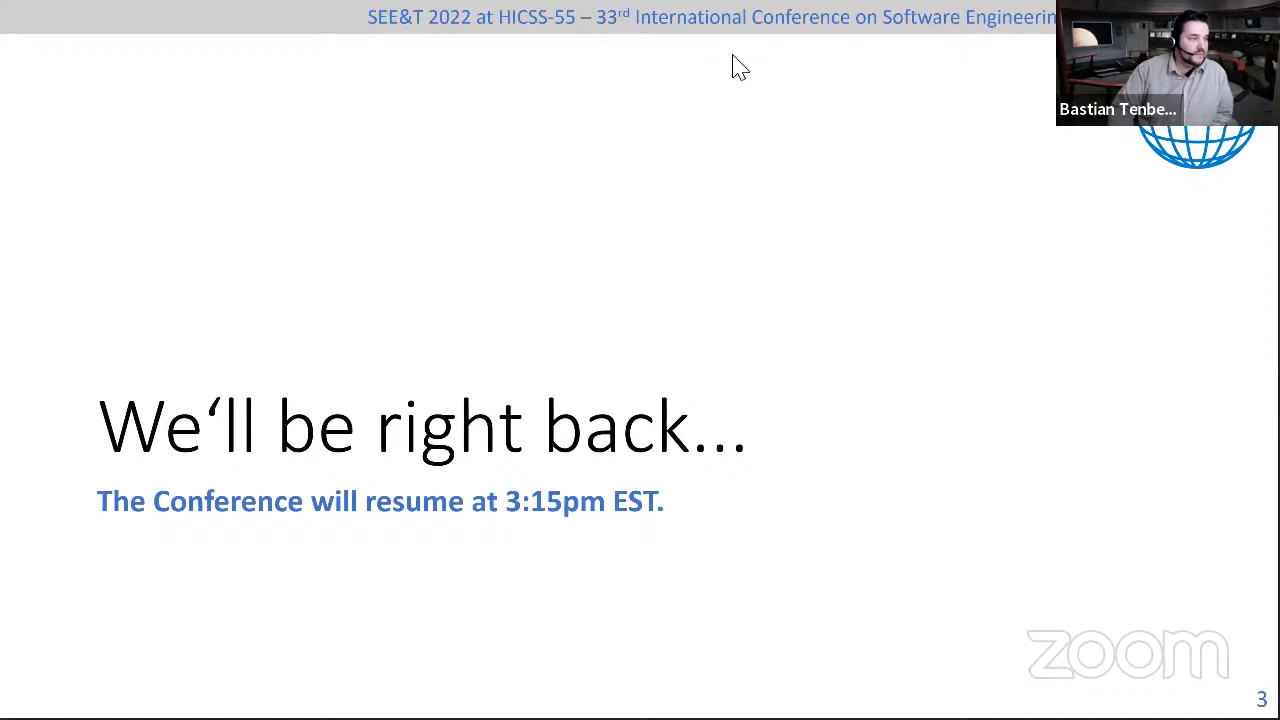 SEE&T 2022 at HICSS-55 – 33rd International Conference on Software Engineerin
Bastian Tenbe...
We‘ll be right back...
The Conference will resume at 3:15pm EST.
zoom
3